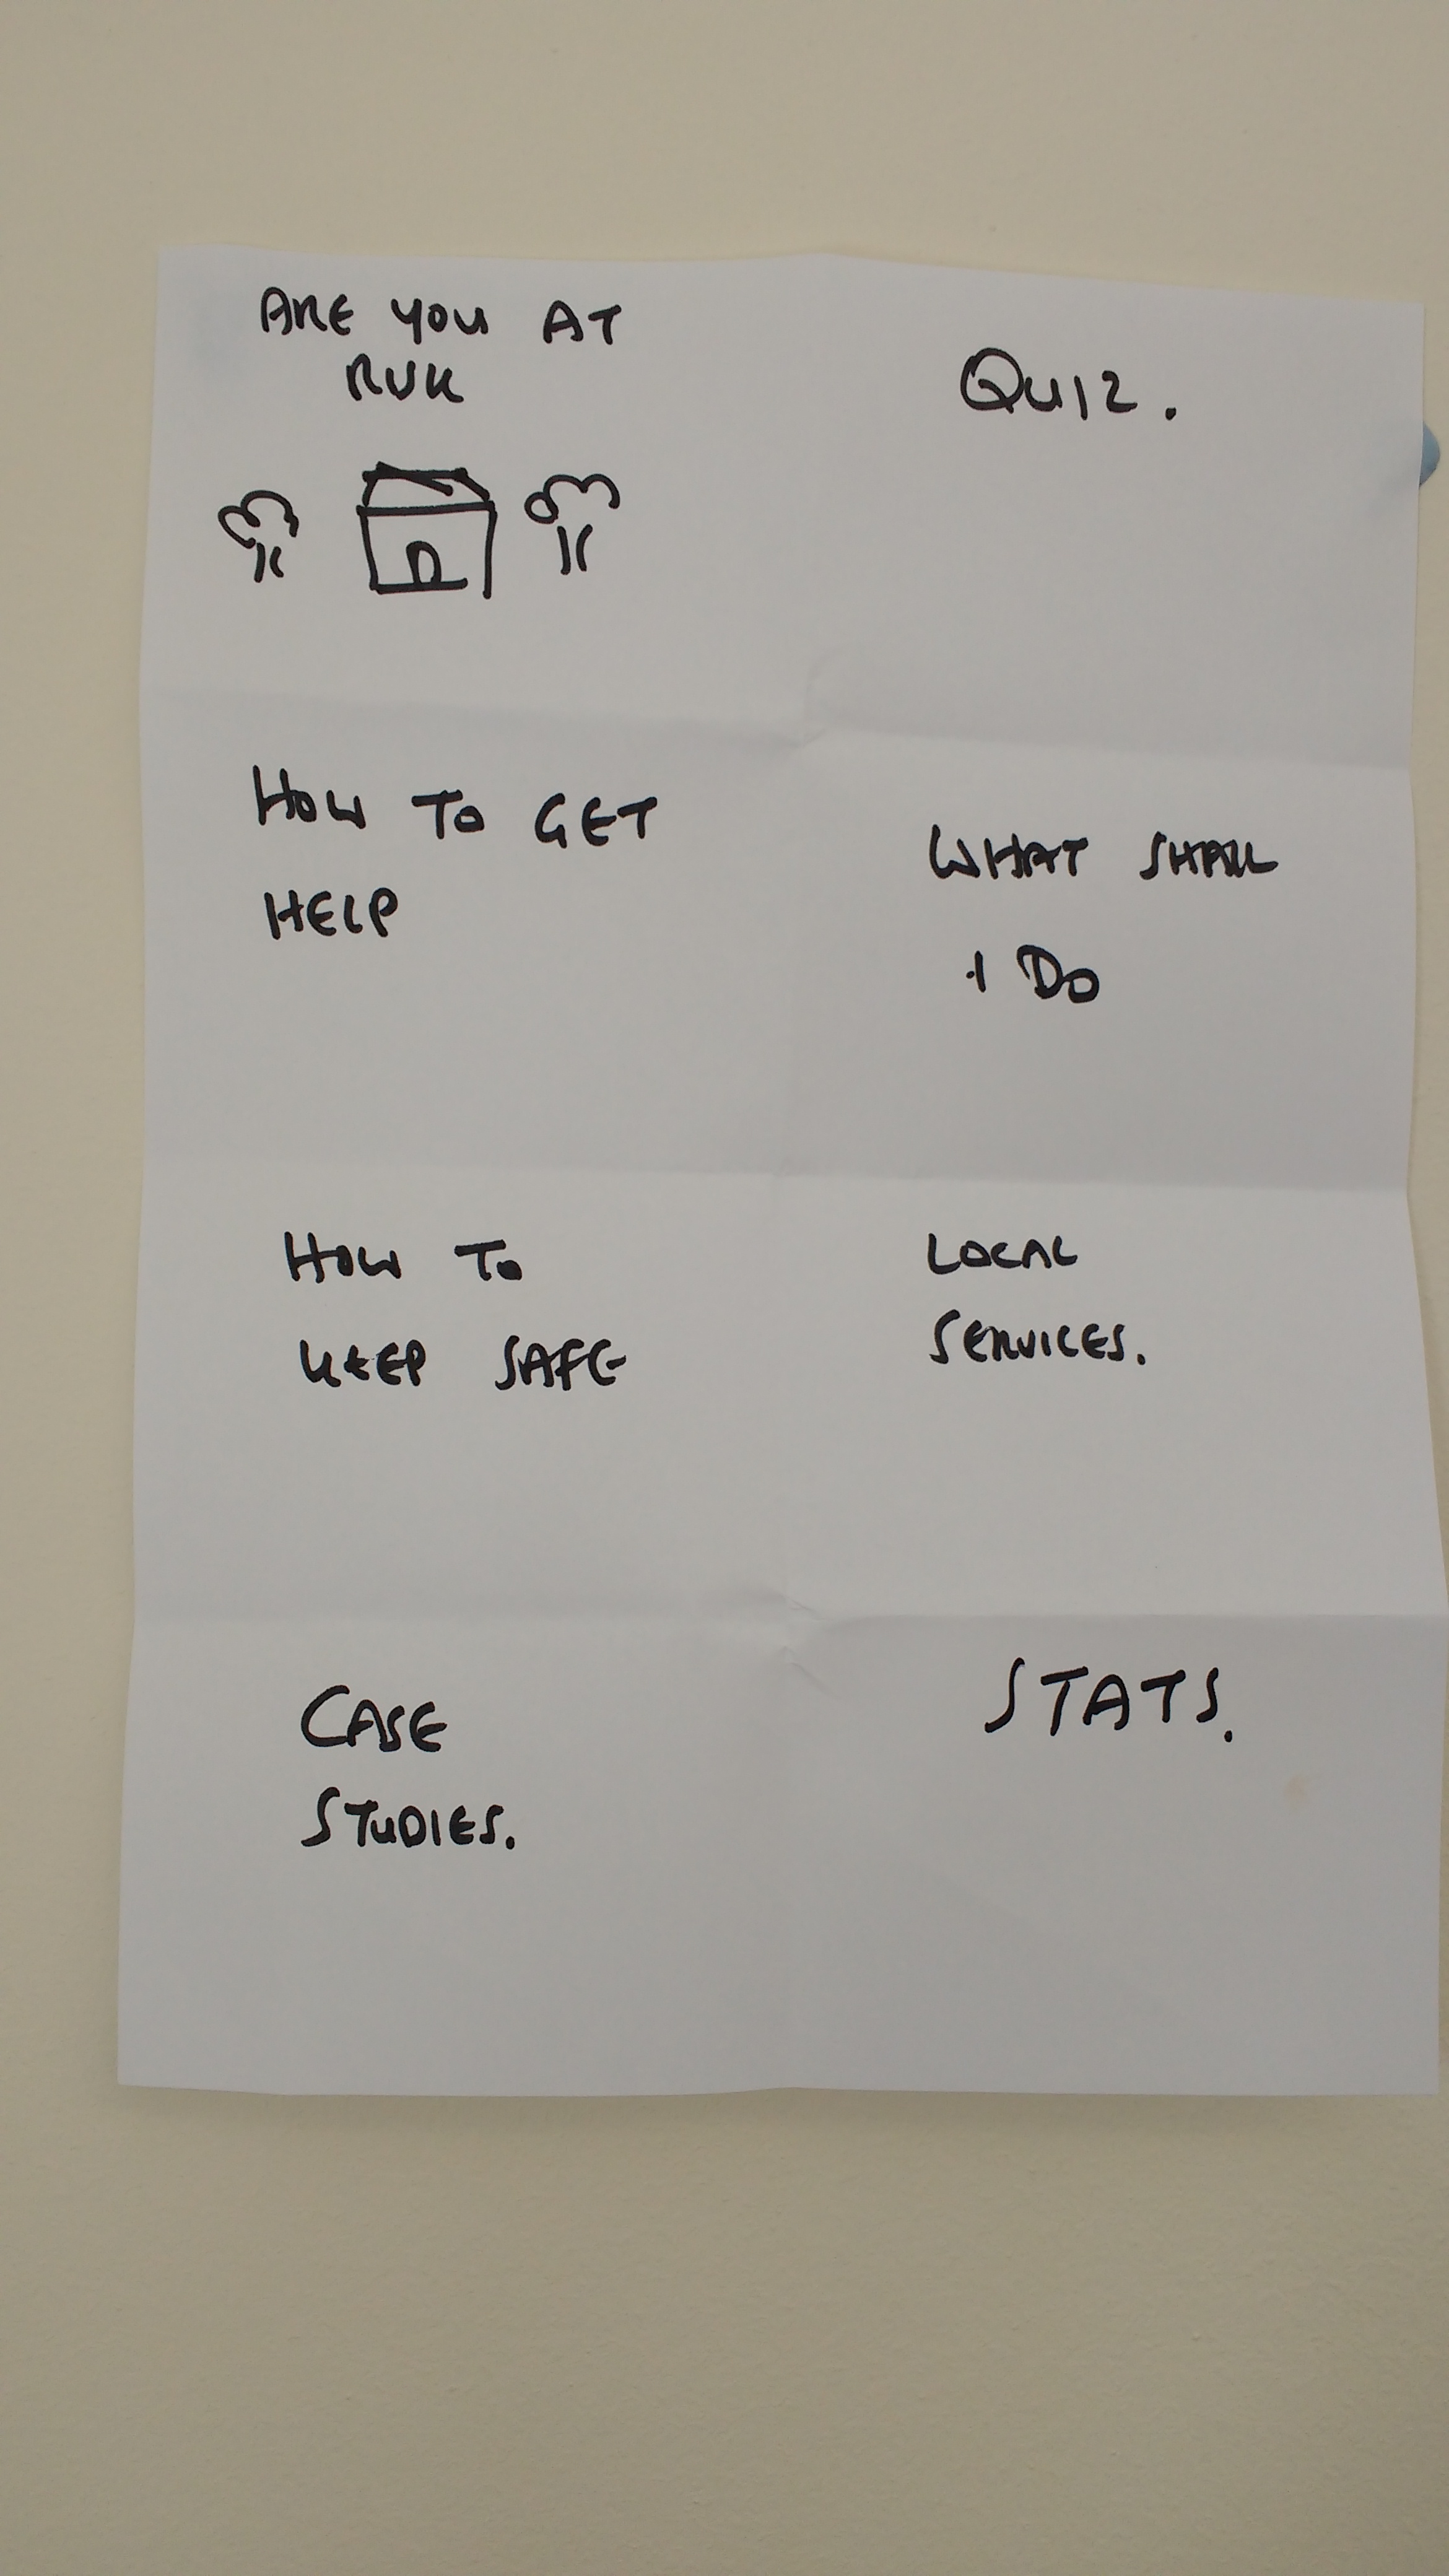 ARE YOU AT
RISK
QUIZ.
HOW TO GET
HELP
WHAT SHALL
I DO
HOW TO
KEEP SAFE
LOCAL
SERVICES.
CASE
STUDIES.
STATS.